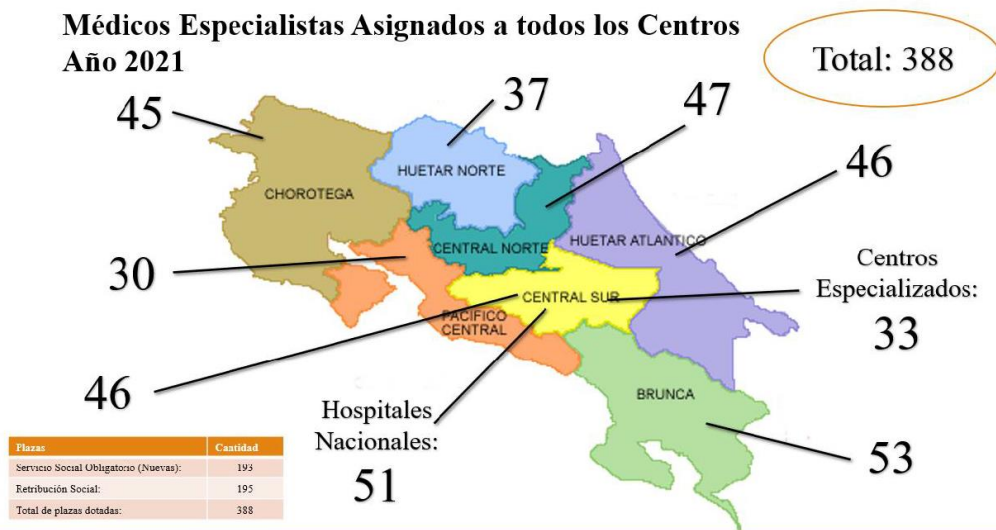 Médicos Especialistas Asignados a todos los Centros
Año 2021
Total: 388
45
37
47
46
HUETAR NORTE
CHOROTEGA
CENTRAL NORTE
HUETAR ATLANTICO
30
Centros
Especializados:
33
CENTRAL SUR
PACIFICO
CENTRAL
46
BRUNCA
Hospitales
Nacionales:
51
53
Plazas Cantidad
Servicio Social Obligatorio (Nuevas): 193
Retribución Social: 195
Total de plazas dotadas: 388